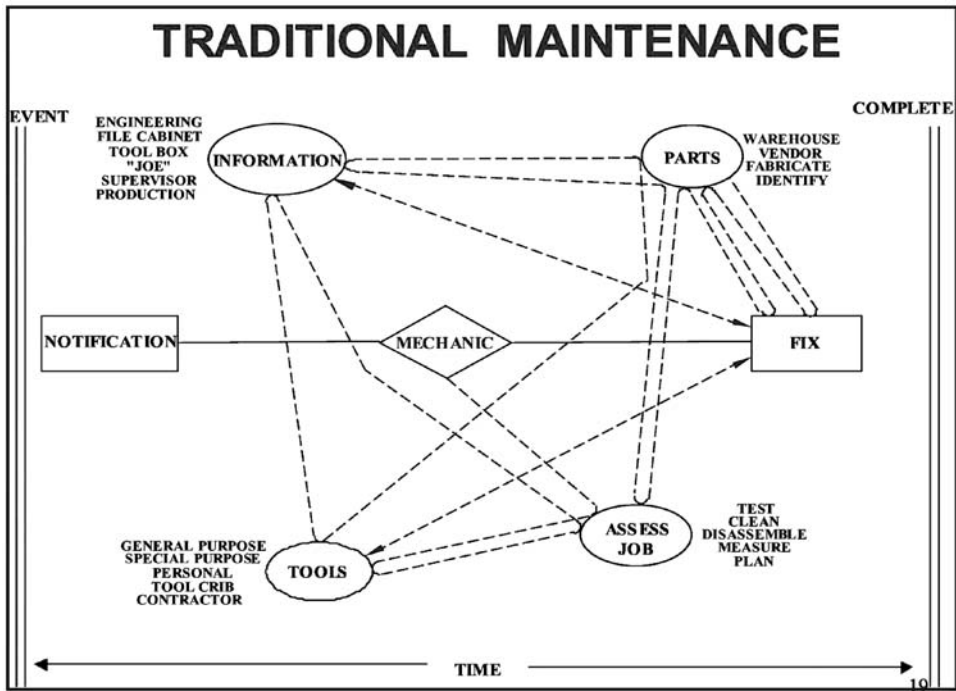 TRADITIONAL MAINTENANCE
EVENT
COMPLETE
ENGINEERING
FILE CABINET
TOOL BOX
"JOE"
SUPERVISOR
PRODUCTION
INFORMATION
PARTS
WAREHOUSE
VENDOR
FABRICATE
IDENTIFY
NOTIFICATION
MECHANIC
FIX
GENERAL PURPOSE
SPECIAL PURPOSE
PERSONAL
TOOL CRIB
CONTRACTOR
TOOLS
ASSESS
JOB
TEST
CLEAN
DISASSEMBLE
MEASURE
PLAN
TIME
19